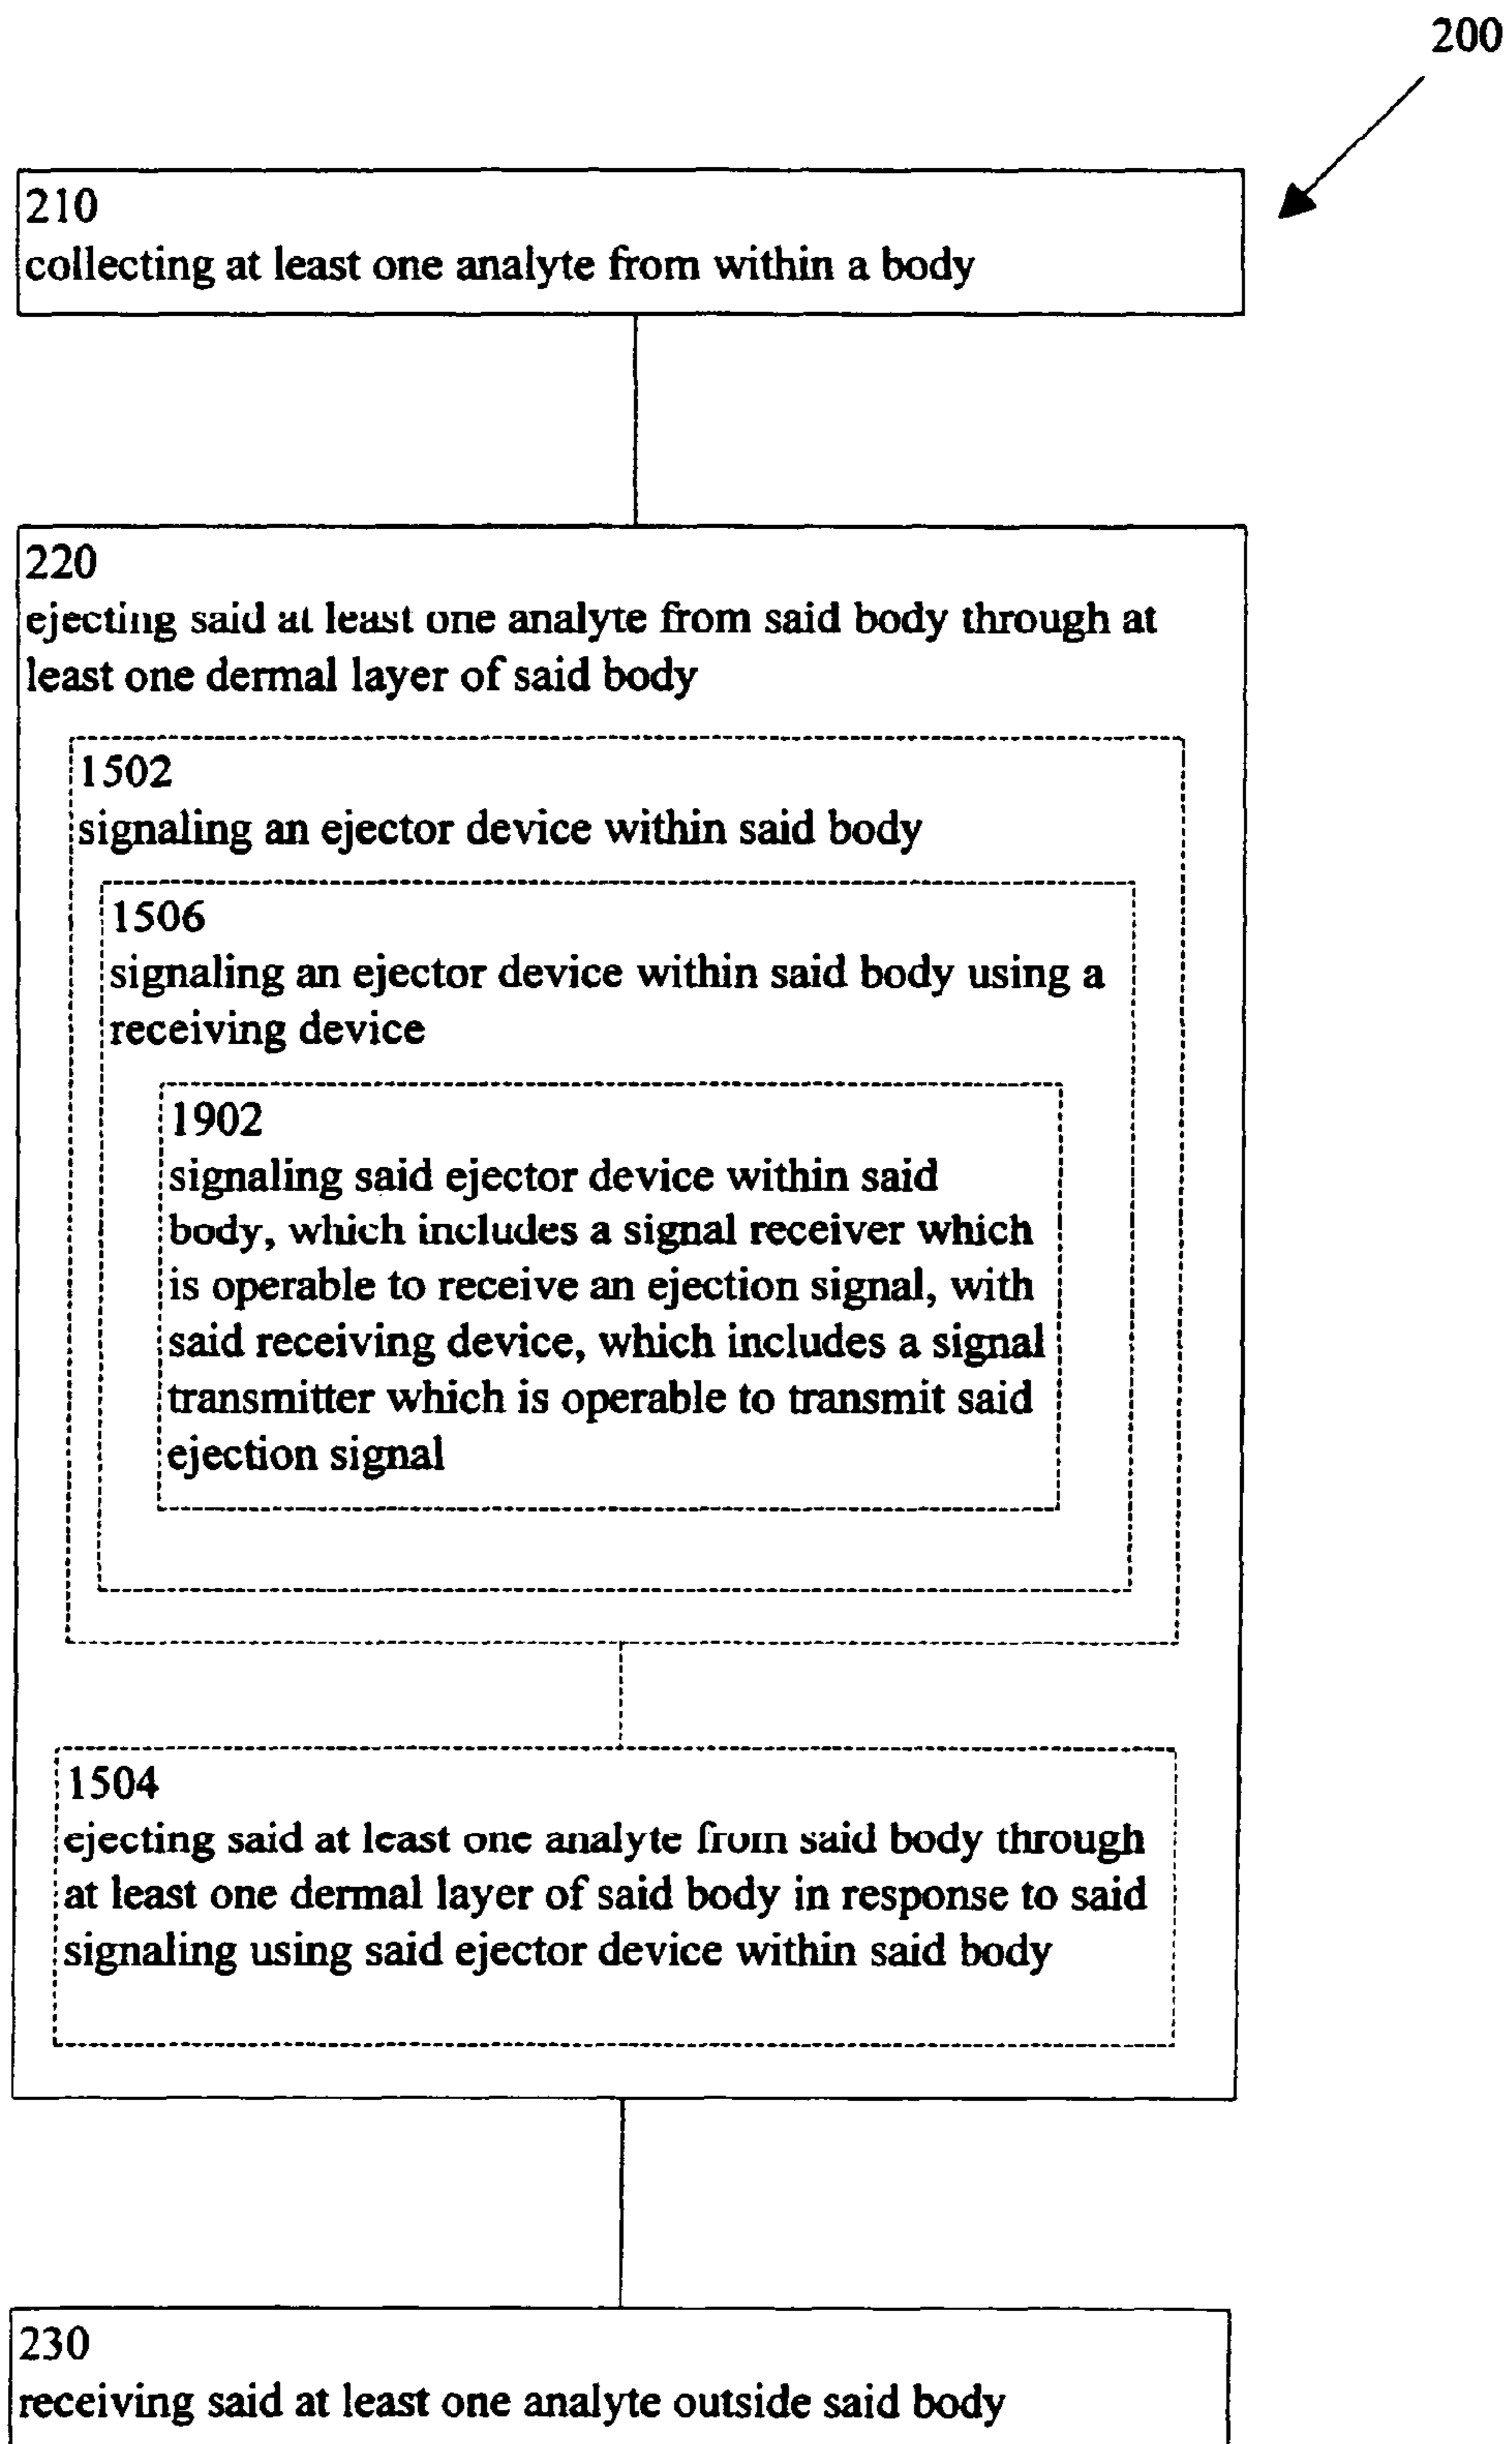 200
210
collecting at least one analyte from within a body
220
ejecting said at least one analyte from said body through at
least one dermal layer of said body
1502
signaling an ejector device within said body
1506
signaling an ejector device within said body using a
receiving device
1902
signaling said ejector device within said
body, which includes a signal receiver which
is operable to receive an ejection signal, with
said receiving device, which includes a signal
transmitter which is operable to transmit said
ejection signal
1504
ejecting said at least one analyte from said body through
at least one dermal layer of said body in response to said
signaling using said ejector device within said body
230
receiving said at least one analyte outside said body